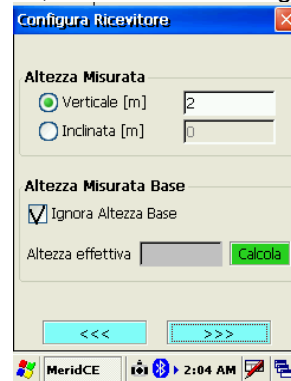 Configura Ricevitore
Altezza Misurata
Verticale [m] 2
Inclinata [m] 0
Altezza Misurata Base
Ignora Altezza Base
Altezza effettiva Calcola
<<< >>>
MeridCE 2:04 AM